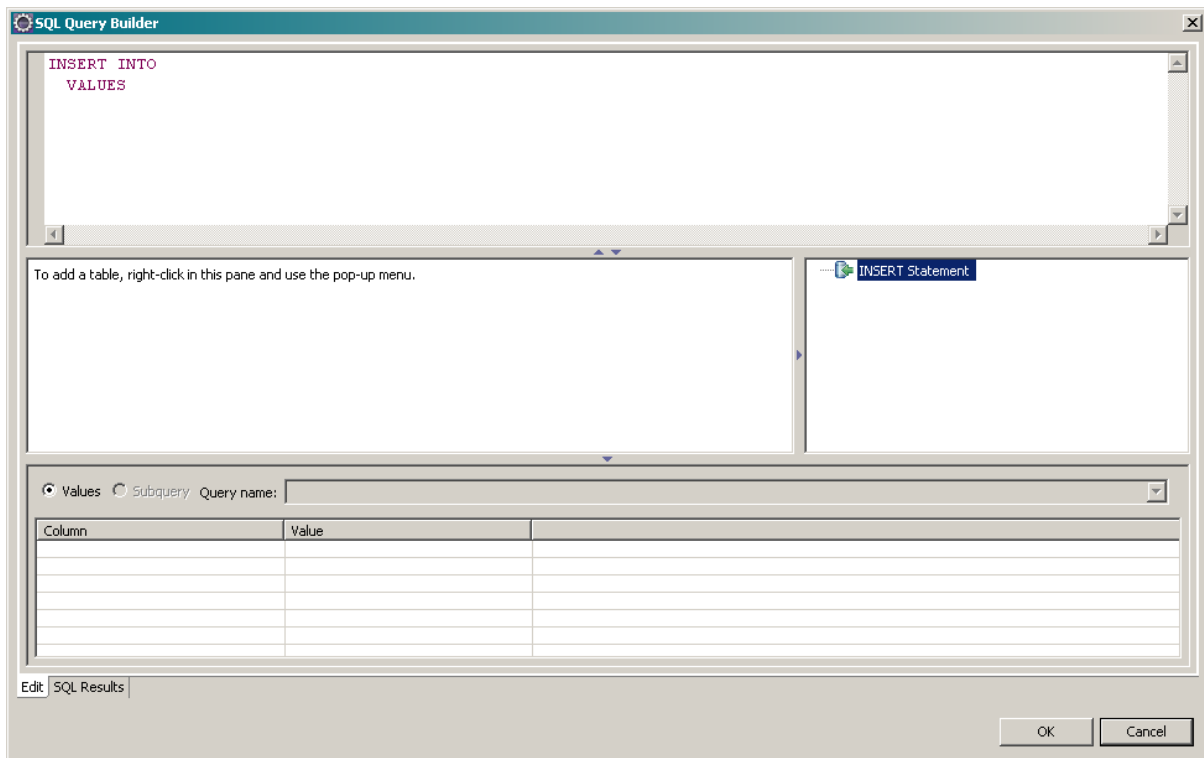 SQL Query Builder
INSERT INTO
VALUES
To add a table, right-click in this pane and use the pop-up menu.
INSERT Statement
Values Subquery Query name:
Column Value
Edit SQL Results
OK Cancel